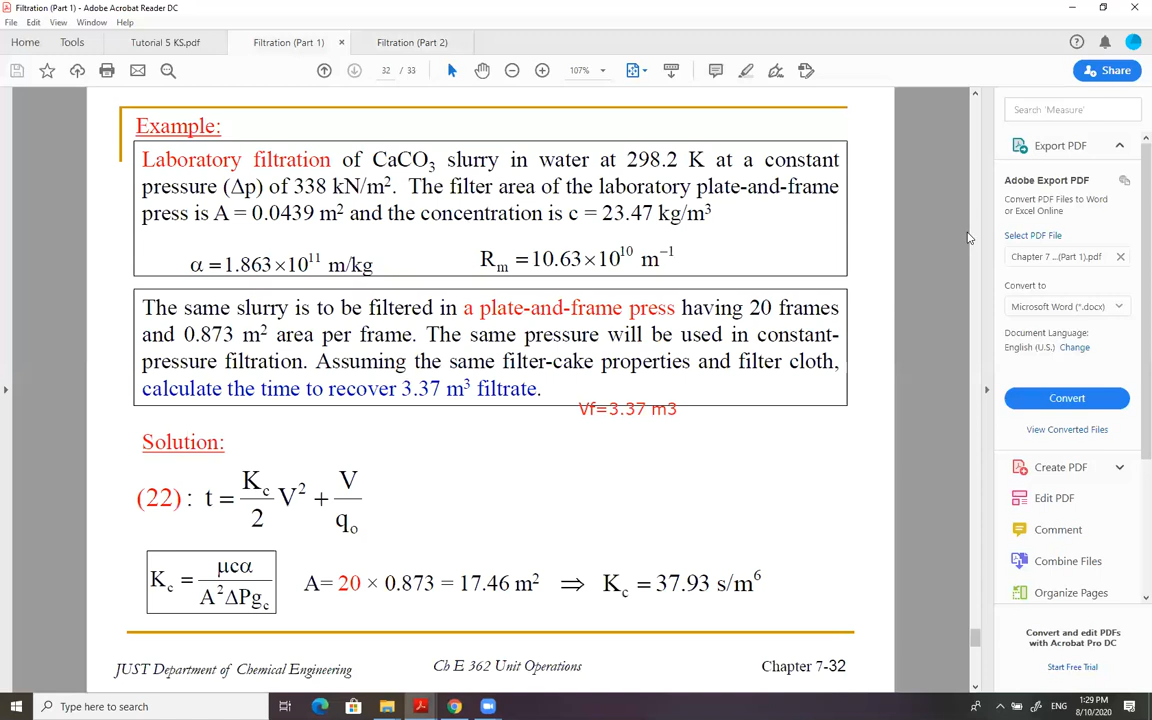 Filtration (Part 1) - Adobe Acrobat Reader DC
File Edit View Window Help
Home Tools Tutorial 5 KS.pdf Filtration (Part 1) × Filtration (Part 2)
32 / 33 107%
Share
Example:
Laboratory filtration of CaCO₃ slurry in water at 298.2 K at a constant
pressure (Δp) of 338 kN/m². The filter area of the laboratory plate-and-frame
press is A = 0.0439 m² and the concentration is c = 23.47 kg/m³
α = 1.863×10¹¹ m/kg Rₘ = 10.63×10¹⁰ m⁻¹
The same slurry is to be filtered in a plate-and-frame press having 20 frames
and 0.873 m² area per frame. The same pressure will be used in constant-
pressure filtration. Assuming the same filter-cake properties and filter cloth,
calculate the time to recover 3.37 m³ filtrate.
Vf=3.37 m3
Solution:
(22) : t = K_c/2 V² + V/q_o
K_c = μcα/A²ΔPg_c A= 20 × 0.873 = 17.46 m² ⇒ K_c = 37.93 s/m⁶
JUST Department of Chemical Engineering Ch E 362 Unit Operations Chapter 7-32
Search 'Measure'
Export PDF
Adobe Export PDF
Convert PDF Files to Word
or Excel Online
Select PDF File
Chapter 7 ...(Part 1).pdf ×
Convert to
Microsoft Word (*.docx)
Document Language:
English (U.S.) Change
Convert
View Converted Files
Create PDF
Edit PDF
Comment
Combine Files
Organize Pages
Convert and edit PDFs
with Acrobat Pro DC
Start Free Trial
Type here to search
ENG
1:29 PM
8/10/2020